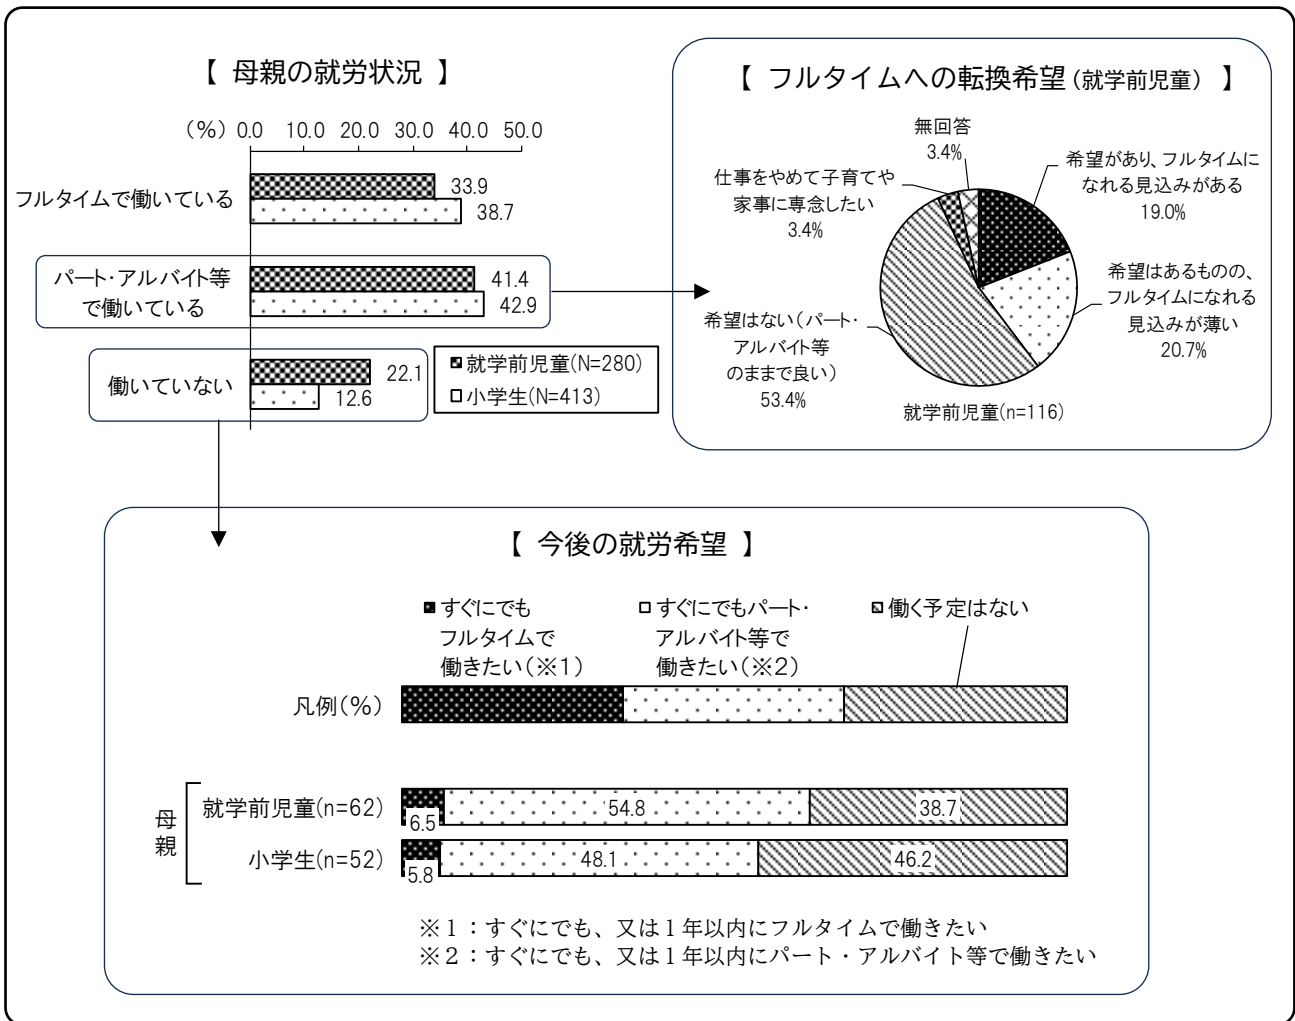 【 母親の就労状況 】
(%) 0.0 10.0 20.0 30.0 40.0 50.0
フルタイムで働いている
33.9
38.7
パート・アルバイト等
で働いている
41.4
42.9
働いていない
22.1
12.6
就学前児童(N=280)
小学生(N=413)
【 フルタイムへの転換希望(就学前児童) 】
無回答
3.4%
希望があり、フルタイムに
なれる見込みがある
19.0%
仕事をやめて子育てや
家事に専念したい
3.4%
希望はあるものの、
フルタイムになれる
見込みが薄い
20.7%
希望はない(パート・
アルバイト等
のままで良い)
53.4%
就学前児童(n=116)
【 今後の就労希望 】
すぐにでも
フルタイムで
働きたい(※1)
すぐにでもパート・
アルバイト等で
働きたい(※2)
働く予定はない
凡例(%)
母親
就学前児童(n=62)
6.5
54.8
38.7
小学生(n=52)
5.8
48.1
46.2
※1:すぐにでも、又は1年以内にフルタイムで働きたい
※2:すぐにでも、又は1年以内にパート・アルバイト等で働きたい